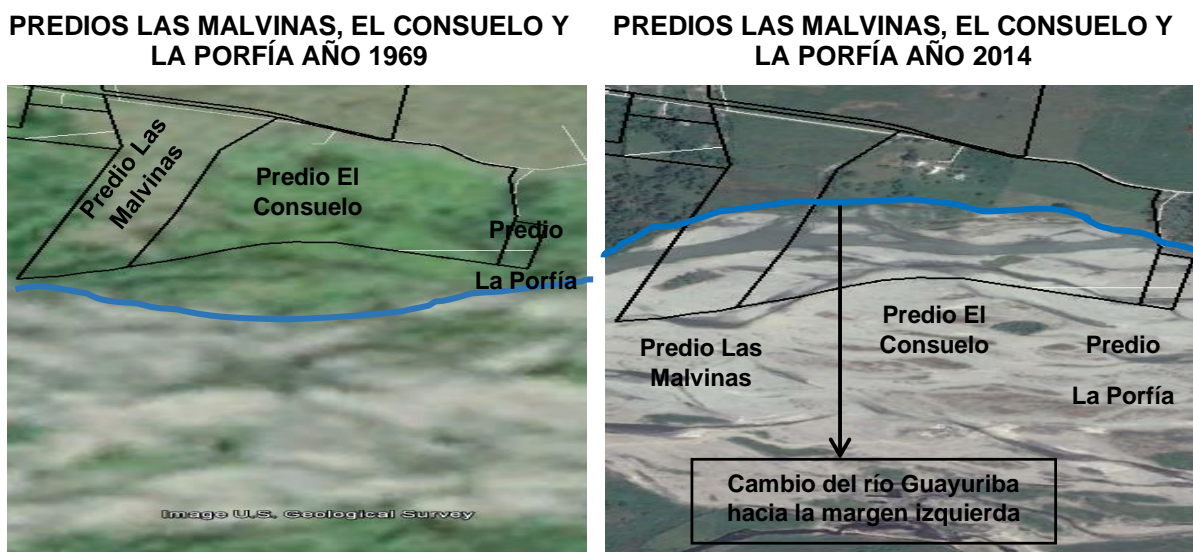 PREDIOS LAS MALVINAS, EL CONSUELO Y
LA PORFÍA AÑO 1969
Predio Las
Malvinas
Predio El
Consuelo
Predio
La Porfía
Image U.S. Geological Survey
PREDIOS LAS MALVINAS, EL CONSUELO Y
LA PORFÍA AÑO 2014
Predio Las
Malvinas
Predio El
Consuelo
Predio
La Porfía
Cambio del río Guayuriba
hacia la margen izquierda